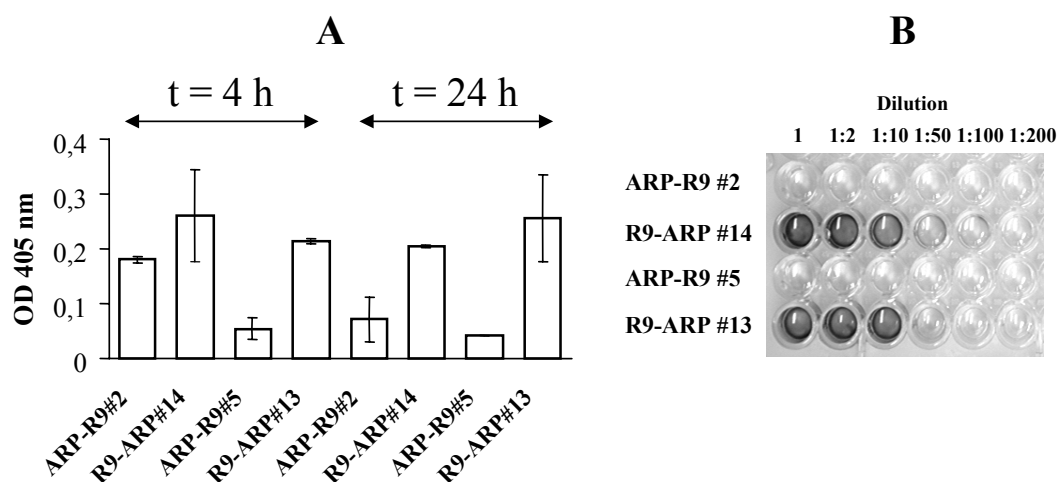 A
t = 4 h
t = 24 h
0,4
0,3
0,2
0,1
0
OD 405 nm
ARP-R9#2
R9-ARP#14
ARP-R9#5
R9-ARP#13
ARP-R9#2
R9-ARP#14
ARP-R9#5
R9-ARP#13
B
Dilution
1 1:2 1:10 1:50 1:100 1:200
ARP-R9 #2
R9-ARP #14
ARP-R9 #5
R9-ARP #13